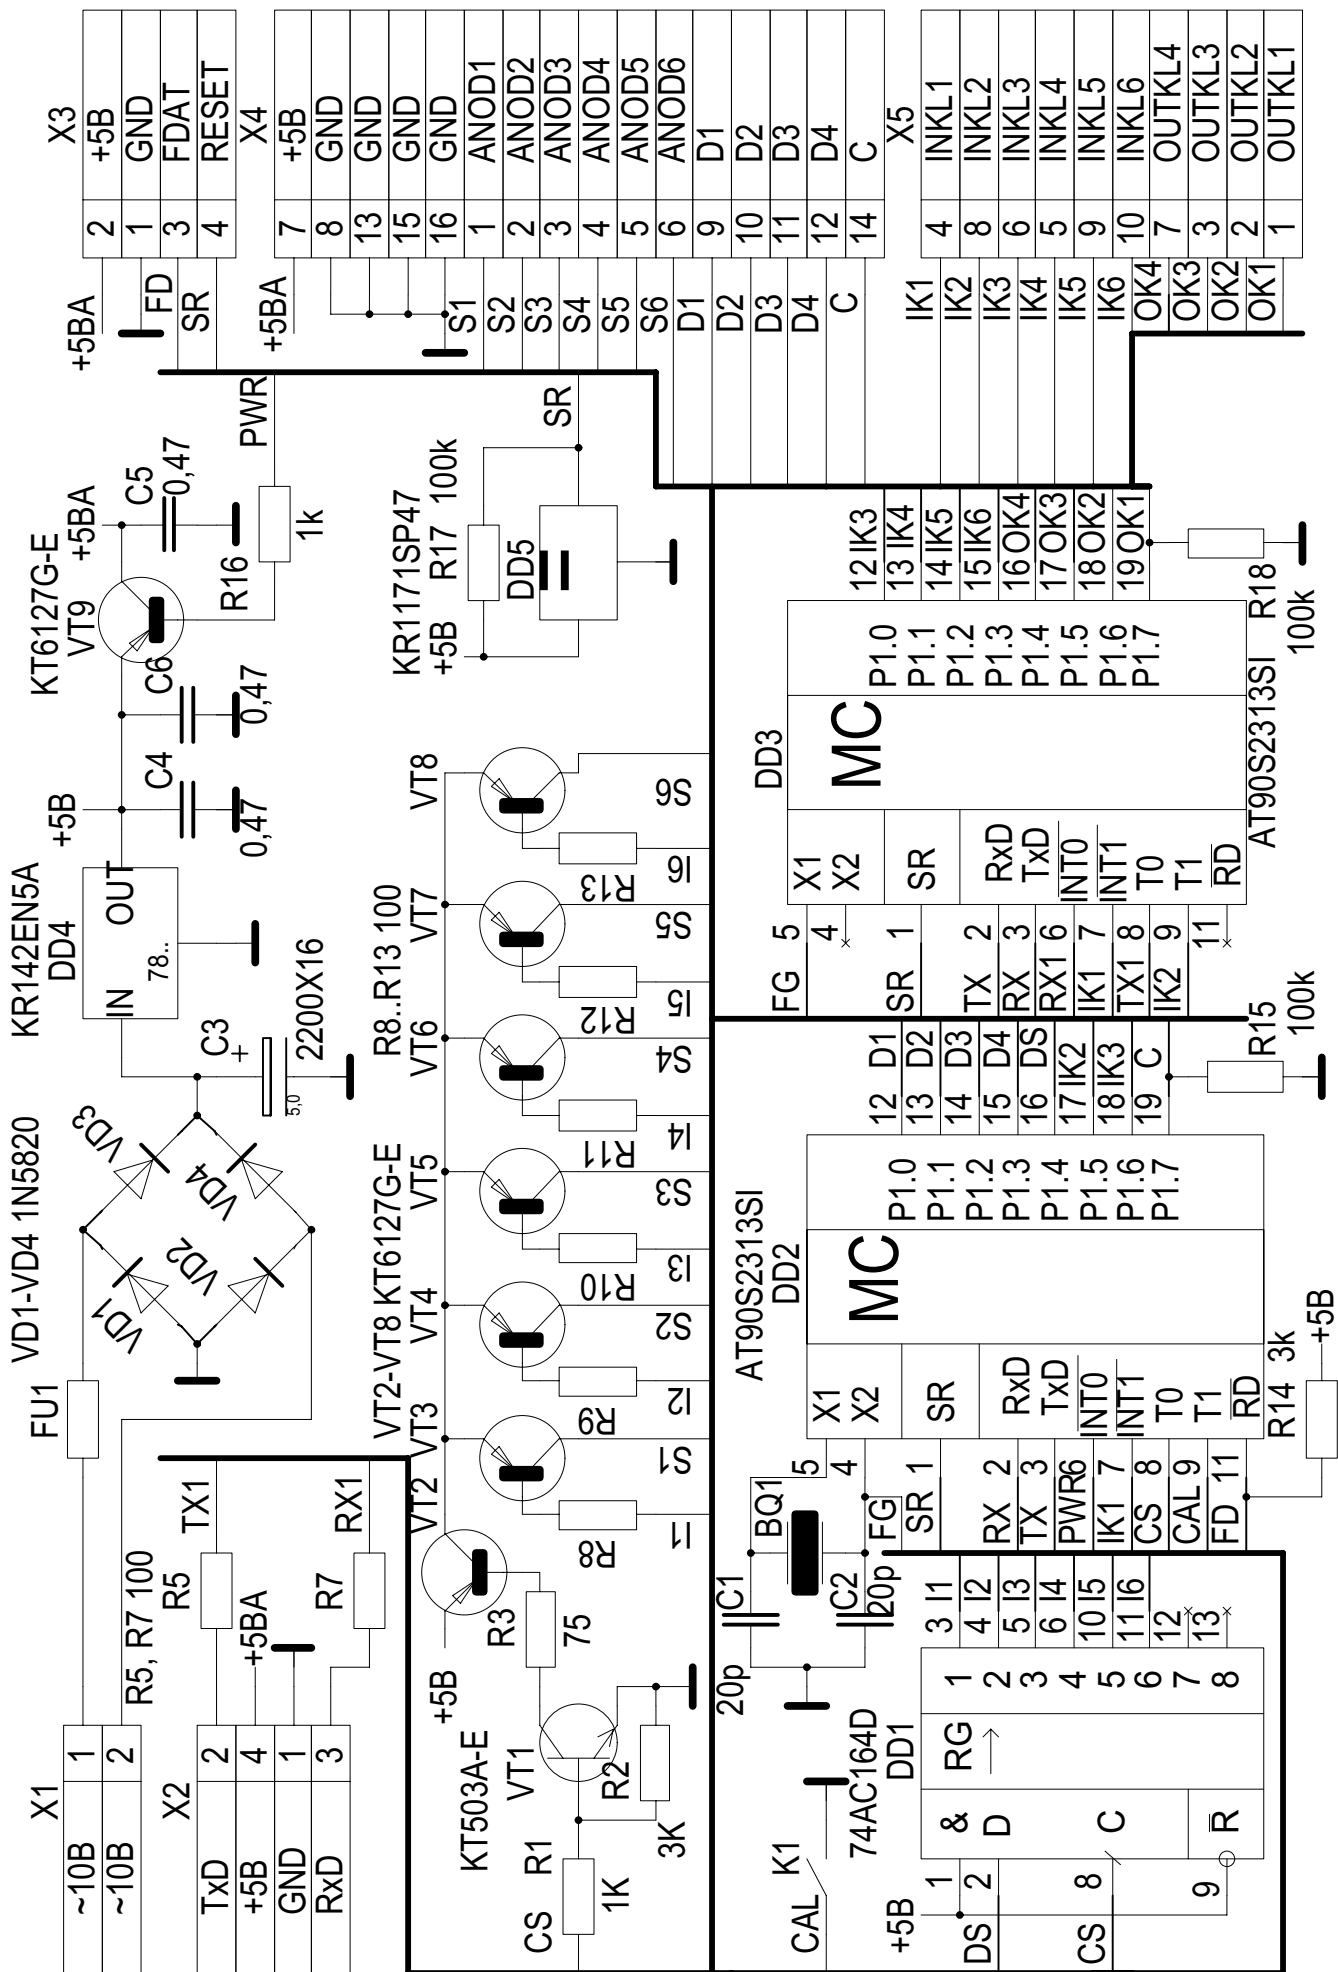 X1
~10B 1
~10B 2
X2
TxD 2
+5B 4
GND 1
RxD 3
R5, R7 100
R5
TX1
+5BA
R7
RX1
FU1
VD1-VD4 1N5820
VD1
VD2
VD3
VD4
C3
+
5,0
2200X16
KR142EN5A
DD4
IN
OUT
78..
+5B
C4
0,47
C6
0,47
KT6127G-E
VT9
+5BA
C5
0,47
R16
1k
PWR
X3
2 +5B
1 GND
3 FDAT
4 RESET
+5BA
FD
SR
X4
7 +5B
8 GND
13 GND
15 GND
16 GND
1 ANOD1
2 ANOD2
3 ANOD3
4 ANOD4
5 ANOD5
6 ANOD6
9 D1
10 D2
11 D3
12 D4
14 C
+5BA
S1
S2
S3
S4
S5
S6
D1
D2
D3
D4
C
X5
4 INKL1
8 INKL2
6 INKL3
5 INKL4
9 INKL5
10 INKL6
7 OUTKL4
3 OUTKL3
2 OUTKL2
1 OUTKL1
IK1
IK2
IK3
IK4
IK5
IK6
OK4
OK3
OK2
OK1
KR1171SP47
+5B
R17
100k
DD5
SR
VT2-VT8 KT6127G-E
R8..R13 100
VT2
VT3
VT4
VT5
VT6
VT7
VT8
R8
R9
R10
R11
R12
R13
I1
S1
I2
S2
I3
S3
I4
S4
I5
S5
I6
S6
+5B
R3
75
KT503A-E
VT1
R2
3K
R1
1K
CS
CAL
K1
C1
20p
C2
20p
BQ1
FG
74AC164D
DD1
RG
&
D
C
R
1
2
8
9
+5B
DS
CS
1
2
3
4
5
6
7
8
3 I1
4 I2
5 I3
6 I4
10 I5
11 I6
12
13
AT90S2313SI
DD2
MC
X1
X2
SR
RxD
TxD
INT0
INT1
T0
T1
RD
5
4
SR 1
RX 2
TX 3
PWR 6
IK1 7
CS 8
CAL 9
FD 11
R14
3k
+5B
P1.0
P1.1
P1.2
P1.3
P1.4
P1.5
P1.6
P1.7
12 D1
13 D2
14 D3
15 D4
16 DS
17 IK2
18 IK3
19 C
R15
100k
DD3
MC
AT90S2313SI
X1
X2
SR
RxD
TxD
INT0
INT1
T0
T1
RD
FG 5
4
SR 1
TX 2
RX 3
RX1 6
IK1 7
TX1 8
IK2 9
11
P1.0
P1.1
P1.2
P1.3
P1.4
P1.5
P1.6
P1.7
12 IK3
13 IK4
14 IK5
15 IK6
16 OK4
17 OK3
18 OK2
19 OK1
R18
100k